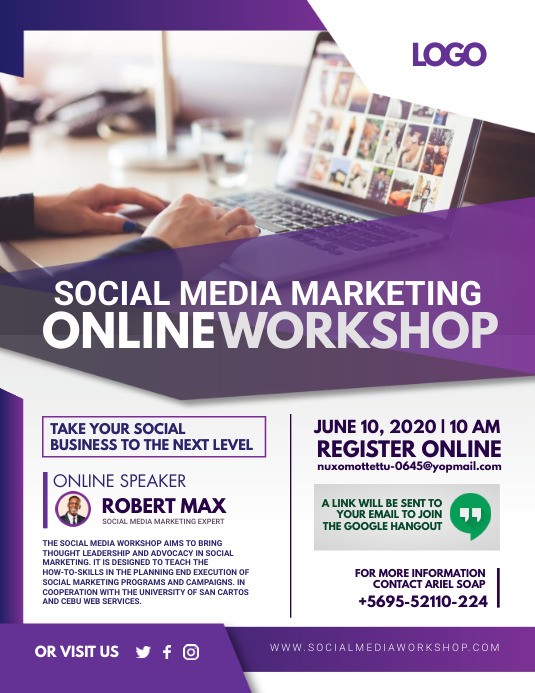 LOGO
SOCIAL MEDIA MARKETING
ONLINE WORKSHOP
TAKE YOUR SOCIAL
BUSINESS TO THE NEXT LEVEL
ONLINE SPEAKER
ROBERT MAX
SOCIAL MEDIA MARKETING EXPERT
THE SOCIAL MEDIA WORKSHOP AIMS TO BRING
THOUGHT LEADERSHIP AND ADVOCACY IN SOCIAL
MARKETING. IT IS DESIGNED TO TEACH THE
HOW-TO-SKILLS IN THE PLANNING END EXECUTION OF
SOCIAL MARKETING PROGRAMS AND CAMPAIGNS. IN
COOPERATION WITH THE UNIVERSITY OF SAN CARTOS
AND CEBU WEB SERVICES.
JUNE 10, 2020 | 10 AM
REGISTER ONLINE
nuxomottettu-0645@yopmail.com
A LINK WILL BE SENT TO
YOUR EMAIL TO JOIN
THE GOOGLE HANGOUT
FOR MORE INFORMATION
CONTACT ARIEL SOAP
+5695-52110-224
OR VISIT US
WWW.SOCIALMEDIAWORKSHOP.COM